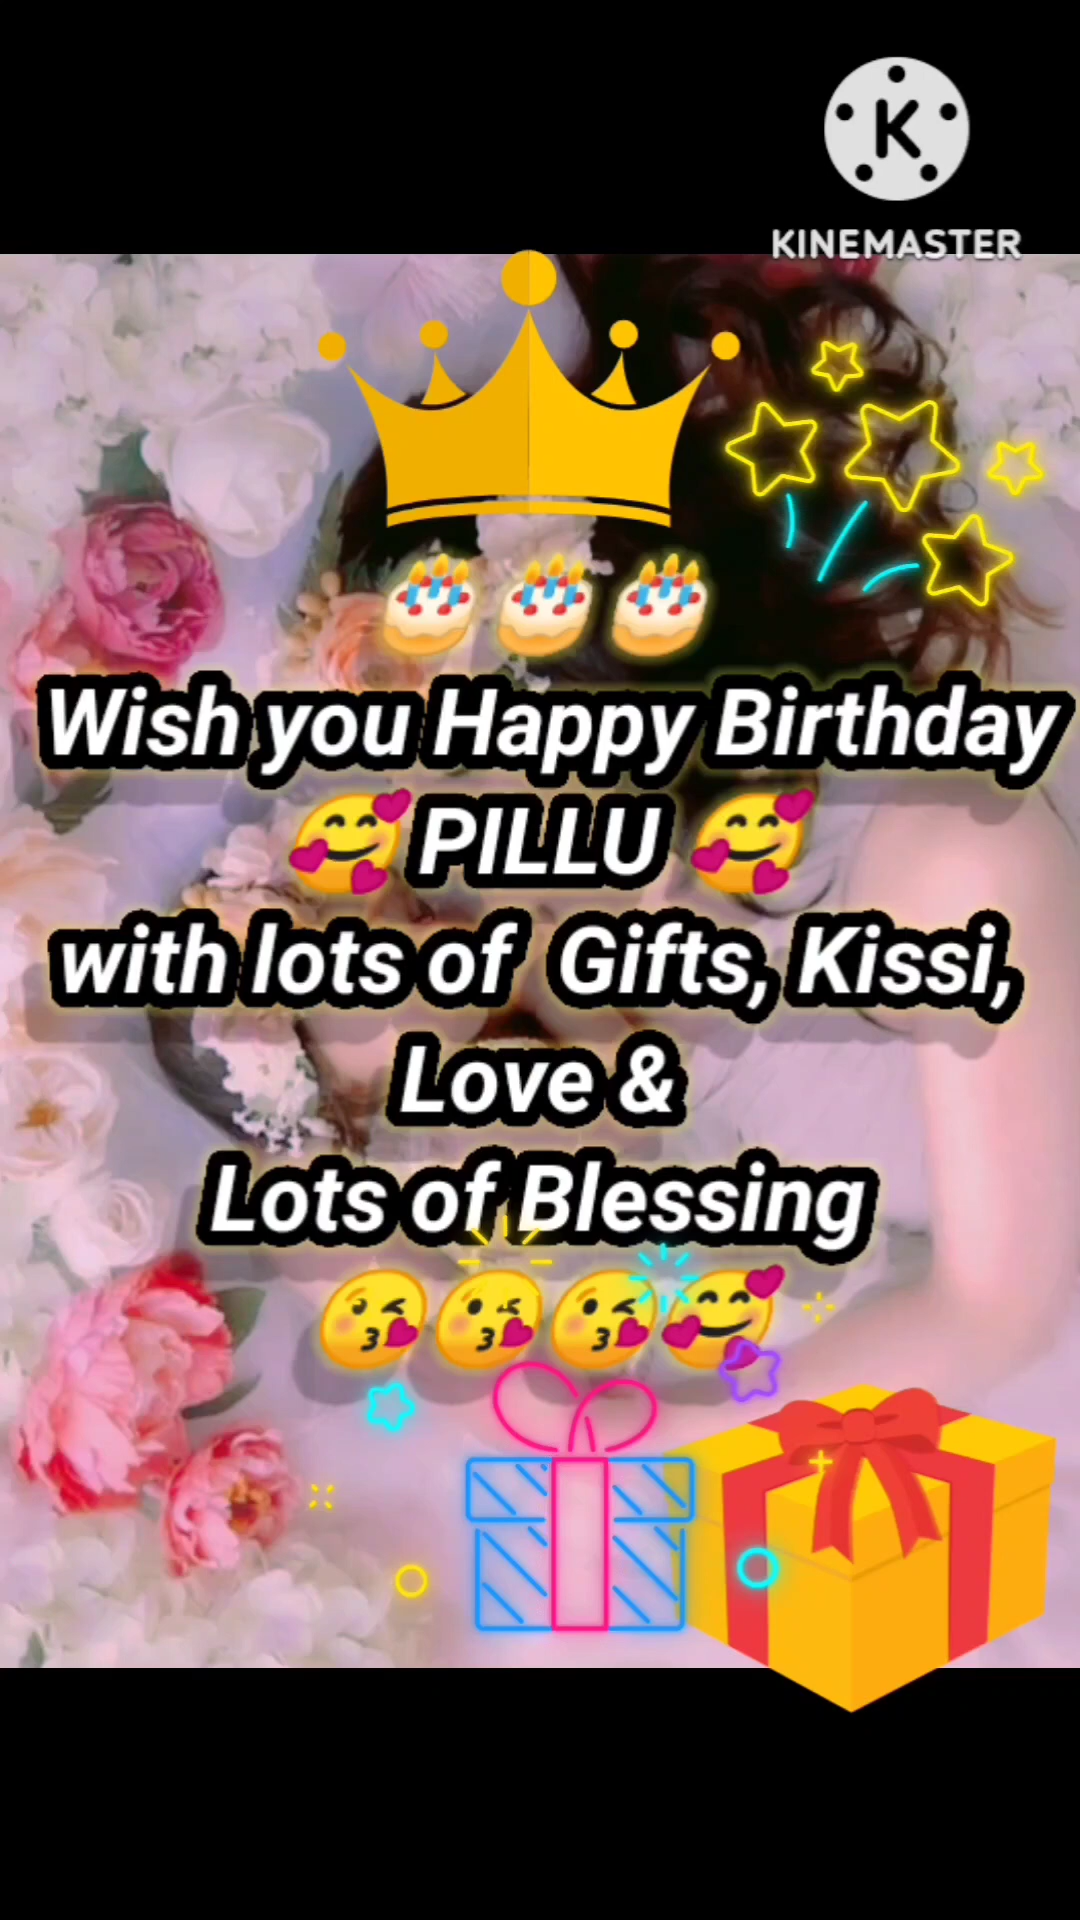 K
KINEMASTER
🎂🎂🎂
Wish you Happy Birthday
🥰 PILLU 🥰
with lots of  Gifts, Kissi,
Love &
Lots of Blessing
😘😘😘🥰